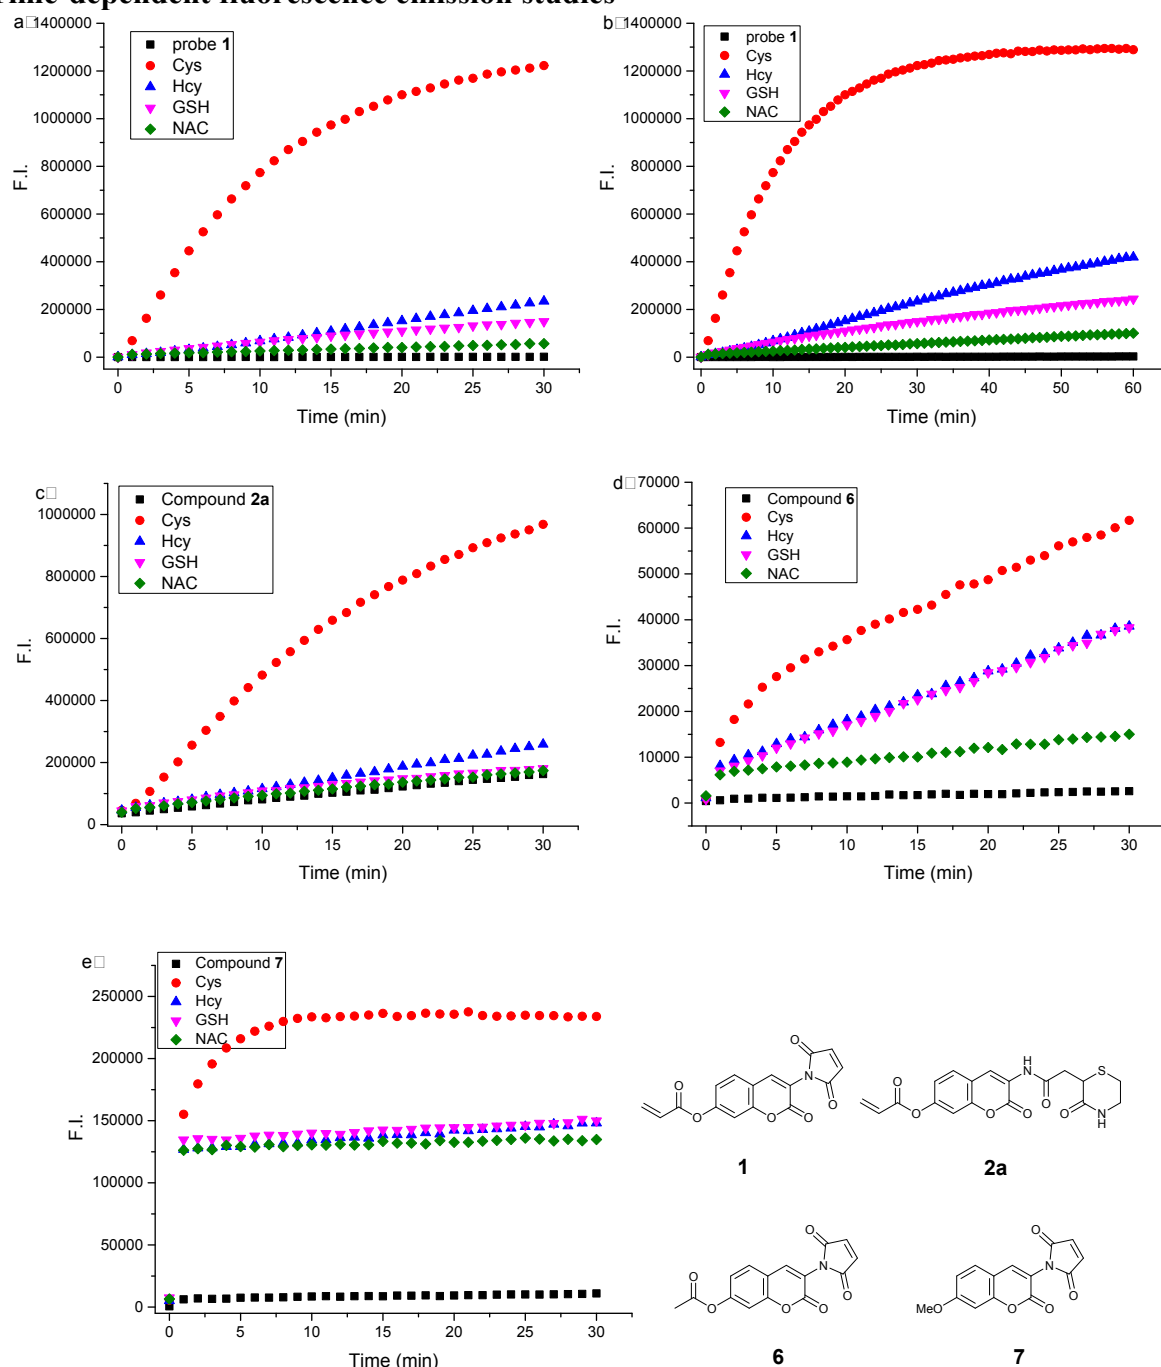 Time-dependent fluorescence emission studies
a
1400000
1200000
1000000
800000
600000
400000
200000
0
F.I.
probe 1
Cys
Hcy
GSH
NAC
0 5 10 15 20 25 30
Time (min)
b
1400000
1200000
1000000
800000
600000
400000
200000
0
F.I.
probe 1
Cys
Hcy
GSH
NAC
0 10 20 30 40 50 60
Time (min)
c
1000000
800000
600000
400000
200000
0
F.I.
Compound 2a
Cys
Hcy
GSH
NAC
0 5 10 15 20 25 30
Time (min)
d
70000
60000
50000
40000
30000
20000
10000
0
F.I.
Compound 6
Cys
Hcy
GSH
NAC
0 5 10 15 20 25 30
Time (min)
e
250000
200000
150000
100000
50000
0
F.I.
Compound 7
Cys
Hcy
GSH
NAC
0 5 10 15 20 25 30
Time (min)
O O O O N O O
1
O O O O H N O S O N H
2a
O O O O N O O
6
MeO O O N O O
7